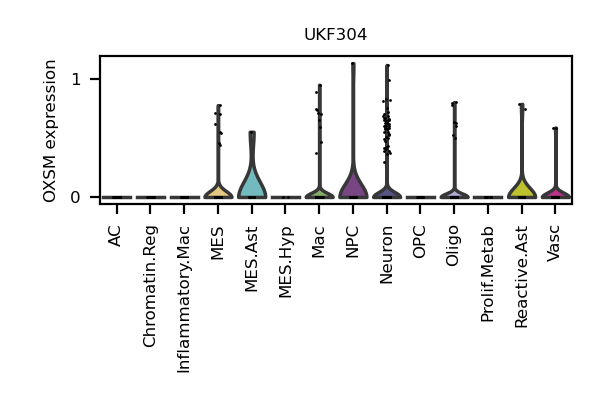 UKF304
OXSM expression
1
0
AC
Chromatin.Reg
Inflammatory.Mac
MES
MES.Ast
MES.Hyp
Mac
NPC
Neuron
OPC
Oligo
Prolif.Metab
Reactive.Ast
Vasc